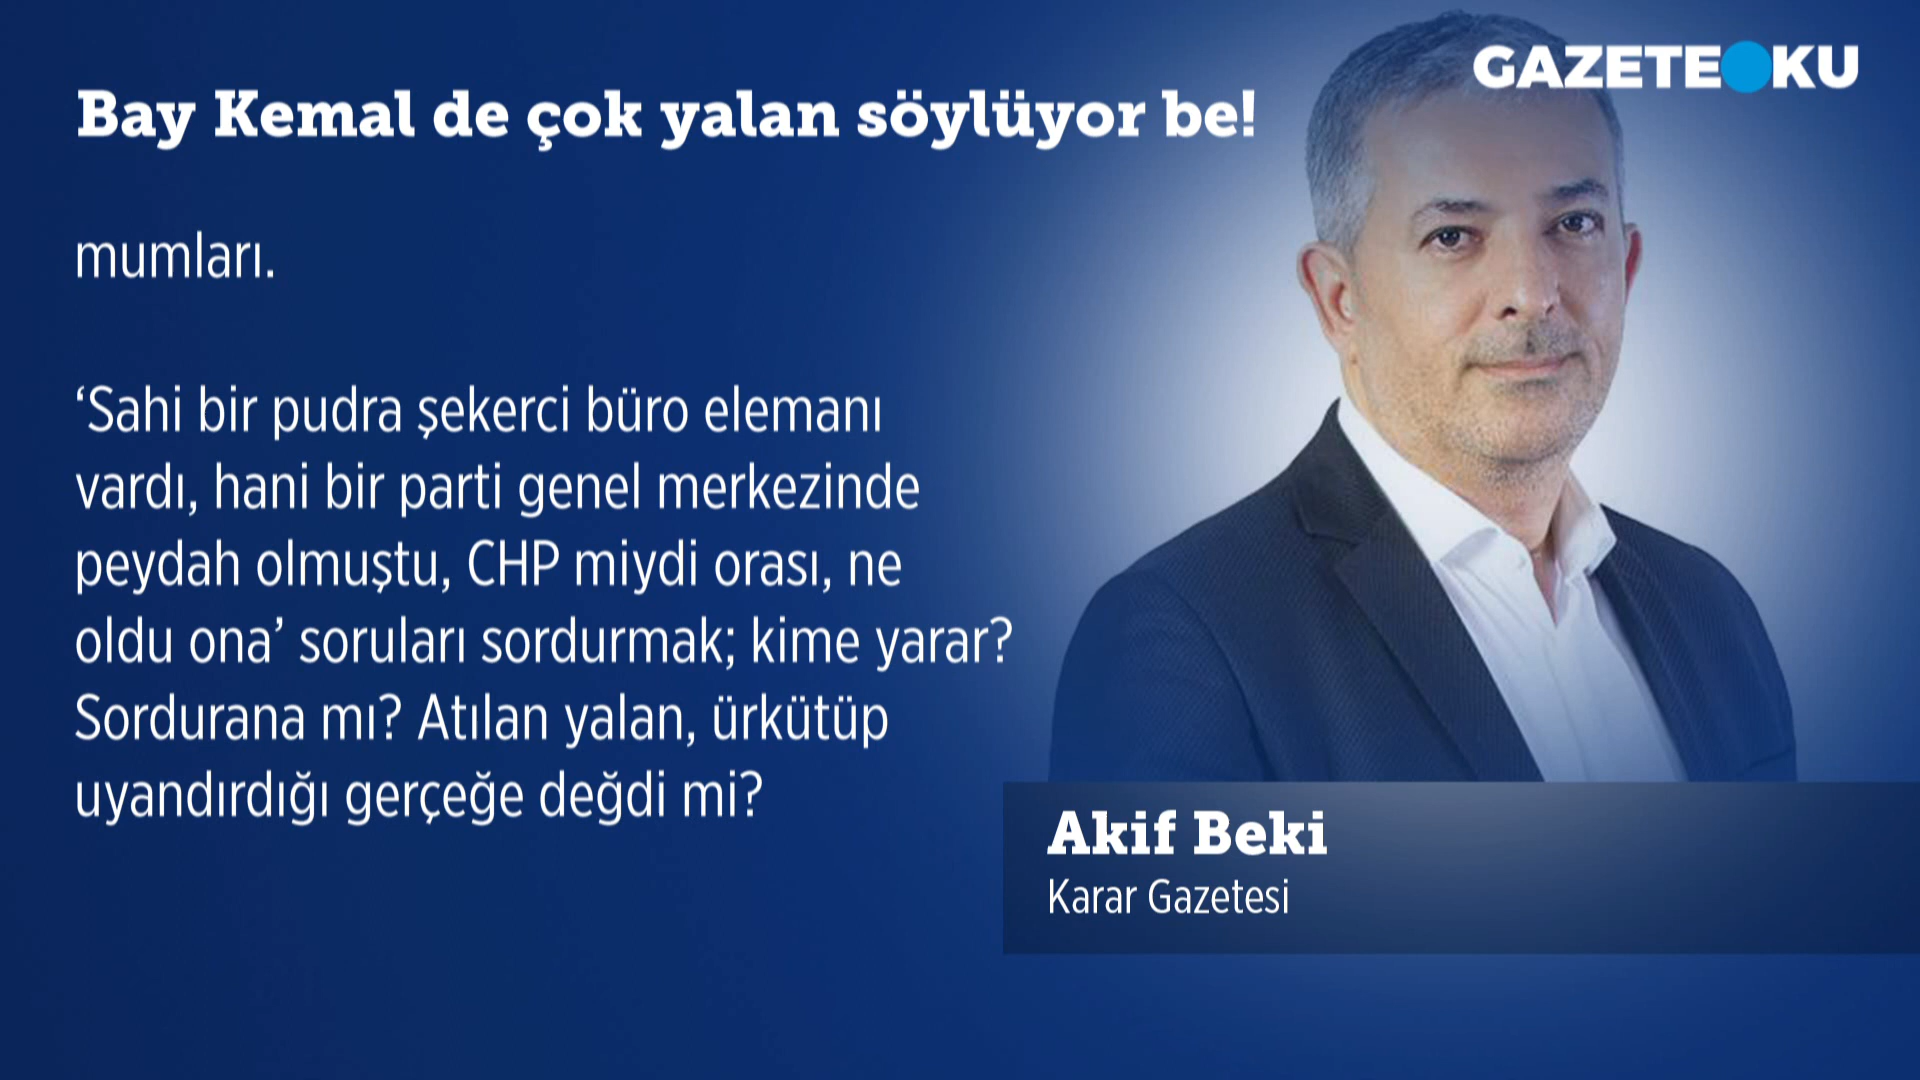 GAZETE KU
Bay Kemal de çok yalan söylüyor be!
mumları.
‘Sahi bir pudra şekerci büro elemanı
vardı, hani bir parti genel merkezinde
peydah olmuştu, CHP miydi orası, ne
oldu ona’ soruları sordurmak; kime yarar?
Sordurana mı? Atılan yalan, ürkütüp
uyandırdığı gerçeğe değdi mi?
Akif Beki
Karar Gazetesi